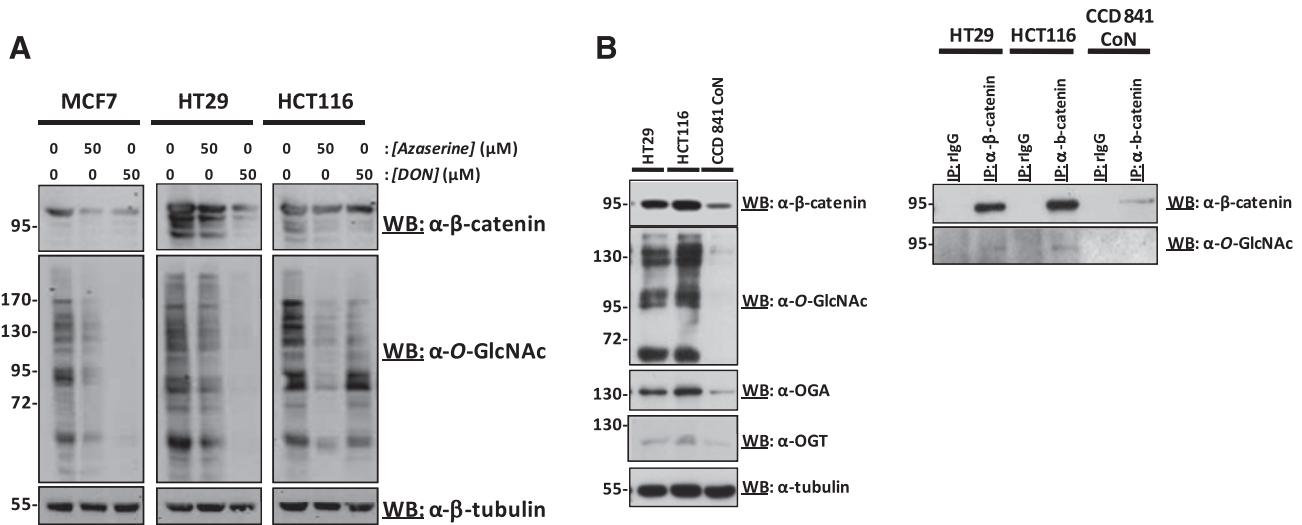 A
MCF7 HT29 HCT116
0 50 0 0 50 0 0 50 0 : [Azaserine] (μM)
0 0 50 0 0 50 0 0 50 : [DON] (μM)
95- WB: α-β-catenin
170-
130-
95-
72-
WB: α-O-GlcNAc
55- WB: α-β-tubulin
B
HT29 HCT116 CCD 841 CoN
95- WB: α-β-catenin
130-
95-
72-
WB: α-O-GlcNAc
130- WB: α-OGA
130-
WB: α-OGT
55- WB: α-tubulin
HT29 HCT116 CCD 841
CoN
IP: rIgG IP: α-β-catenin IP: rIgG IP: α-b-catenin IP: rIgG IP: α-b-catenin
95- WB: α-β-catenin
95- WB: α-O-GlcNAc